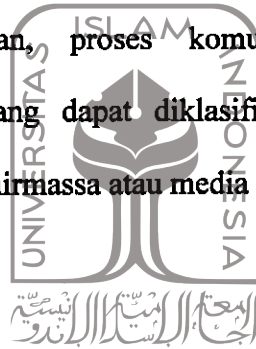 ISLAM
an, proses komu
ang dapat diklasifi
irmassa atau media
UNIVERSITAS
INDONESIA